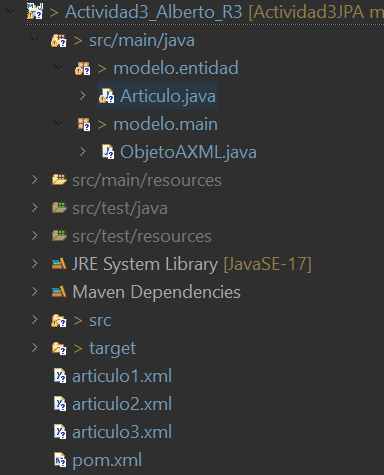 > Actividad3_Alberto_R3 [Actividad3JPA m
> src/main/java
> modelo.entidad
Articulo.java
> modelo.main
ObjetoAXML.java
src/main/resources
src/test/java
src/test/resources
JRE System Library [JavaSE-17]
Maven Dependencies
> src
> target
articulo1.xml
articulo2.xml
articulo3.xml
pom.xml